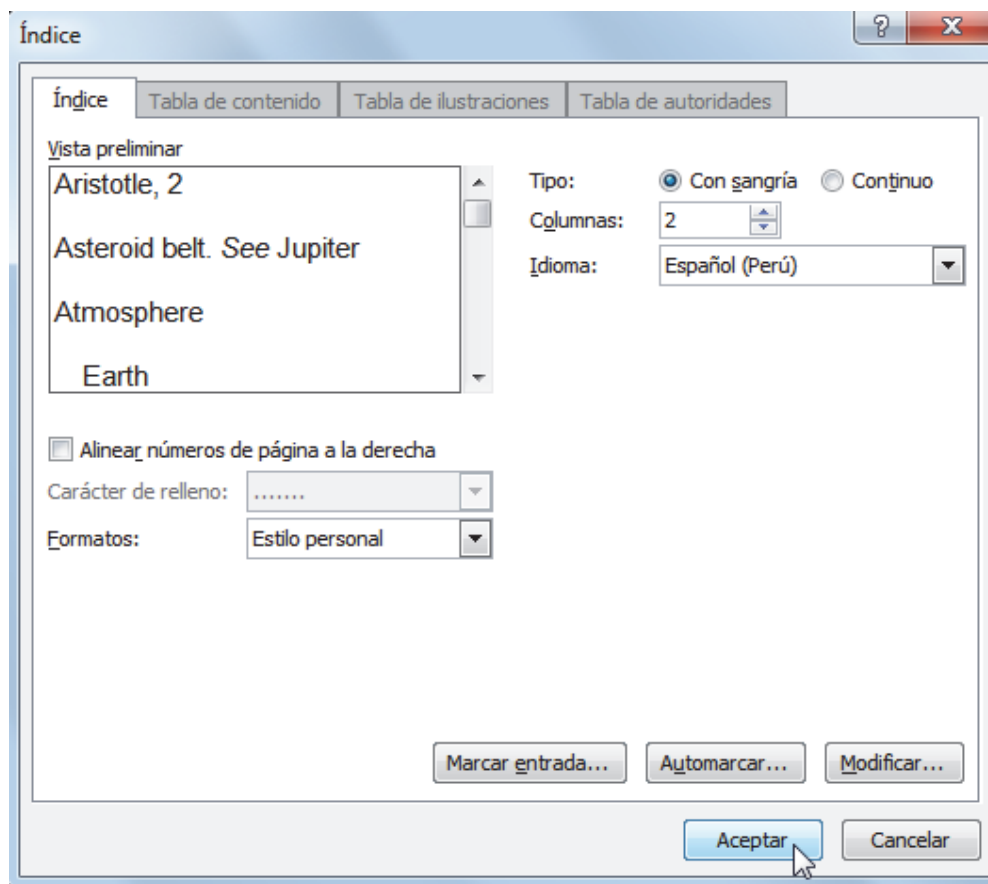 Índice
Índice Tabla de contenido Tabla de ilustraciones Tabla de autoridades
Vista preliminar
Aristotle, 2
Asteroid belt. See Jupiter
Atmosphere
Earth
Tipo: Con sangría Continuo
Columnas: 2
Idioma: Español (Perú)
Alinear números de página a la derecha
Carácter de relleno: .......
Formatos: Estilo personal
Marcar entrada... Automarcar... Modificar...
Aceptar Cancelar